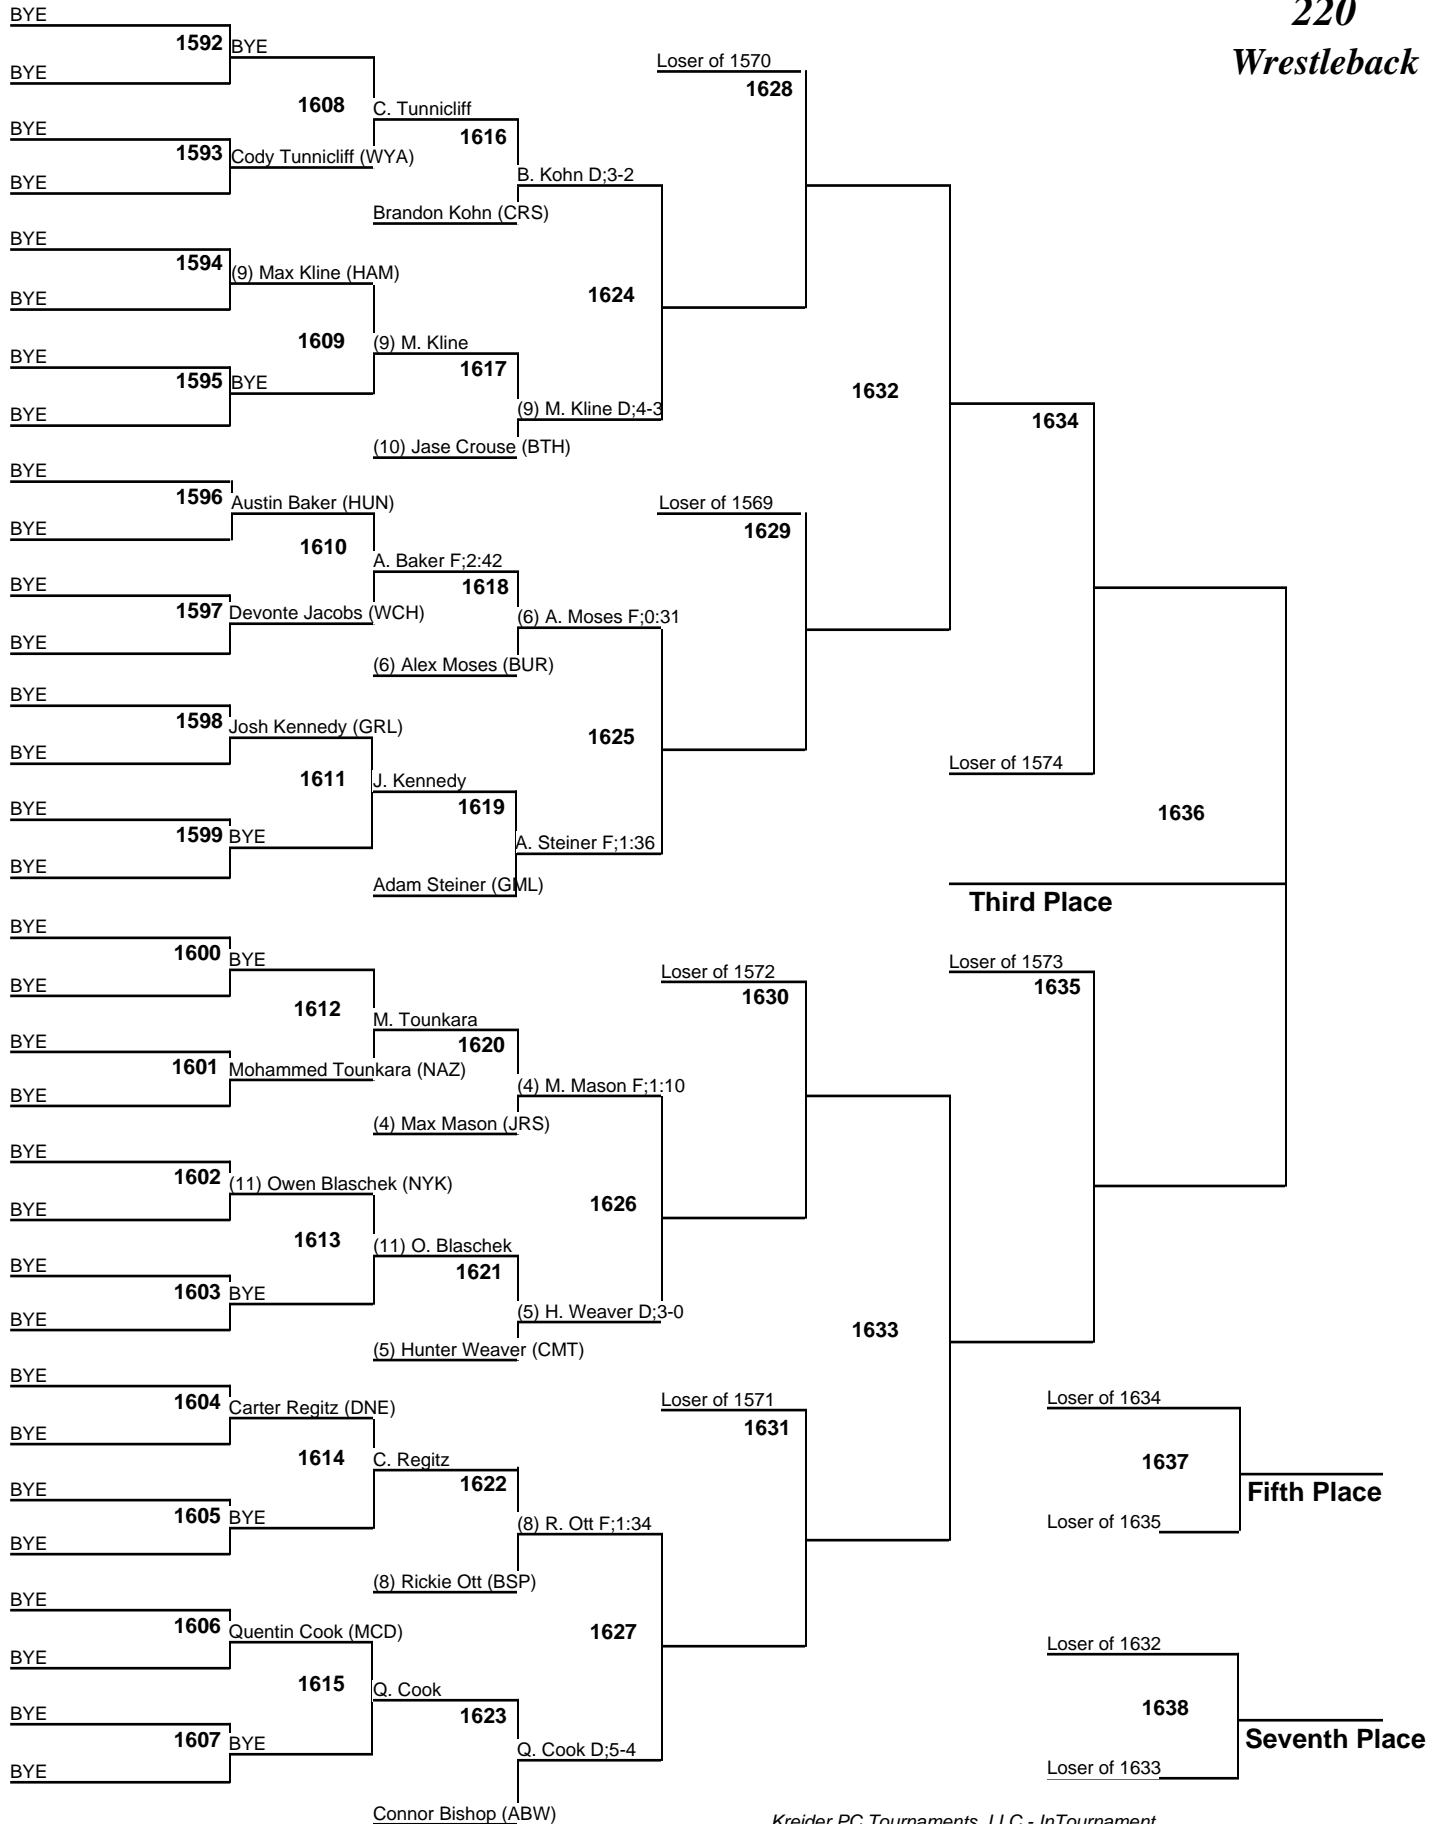 220
Wrestleback
BYE
1592 BYE
BYE
Loser of 1570
1628
1608 C. Tunnicliff
1616
BYE
1593 Cody Tunnicliff (WYA)
BYE
B. Kohn D;3-2
Brandon Kohn (CRS)
BYE
1594 (9) Max Kline (HAM)
BYE
1624
1609 (9) M. Kline
1617
BYE
1595 BYE
BYE
1632
(9) M. Kline D;4-3
1634
(10) Jase Crouse (BTH)
BYE
1596 Austin Baker (HUN)
BYE
Loser of 1569
1629
1610
A. Baker F;2:42
1618
BYE
1597 Devonte Jacobs (WCH)
BYE
(6) A. Moses F;0:31
(6) Alex Moses (BUR)
BYE
1598 Josh Kennedy (GRL)
BYE
1625
Loser of 1574
1611 J. Kennedy
1619
BYE
1599 BYE
BYE
1636
A. Steiner F;1:36
Adam Steiner (GML)
Third Place
BYE
1600 BYE
BYE
Loser of 1572
1630
Loser of 1573
1635
1612
M. Tounkara
1620
BYE
1601 Mohammed Tounkara (NAZ)
BYE
(4) M. Mason F;1:10
(4) Max Mason (JRS)
BYE
1602 (11) Owen Blaschek (NYK)
BYE
1626
1613
(11) O. Blaschek
1621
BYE
1603 BYE
BYE
(5) H. Weaver D;3-0
1633
(5) Hunter Weaver (CMT)
BYE
1604 Carter Regitz (DNE)
BYE
Loser of 1571
1631
Loser of 1634
1614 C. Regitz
1622
1637
BYE
1605 BYE
BYE
(8) R. Ott F;1:34
Fifth Place
Loser of 1635
(8) Rickie Ott (BSP)
BYE
1606 Quentin Cook (MCD)
BYE
1627
Loser of 1632
1615 Q. Cook
1623
1638
BYE
1607 BYE
BYE
Q. Cook D;5-4
Seventh Place
Loser of 1633
Connor Bishop (ABW)
Kreider PC Tournaments, LLC - InTournament